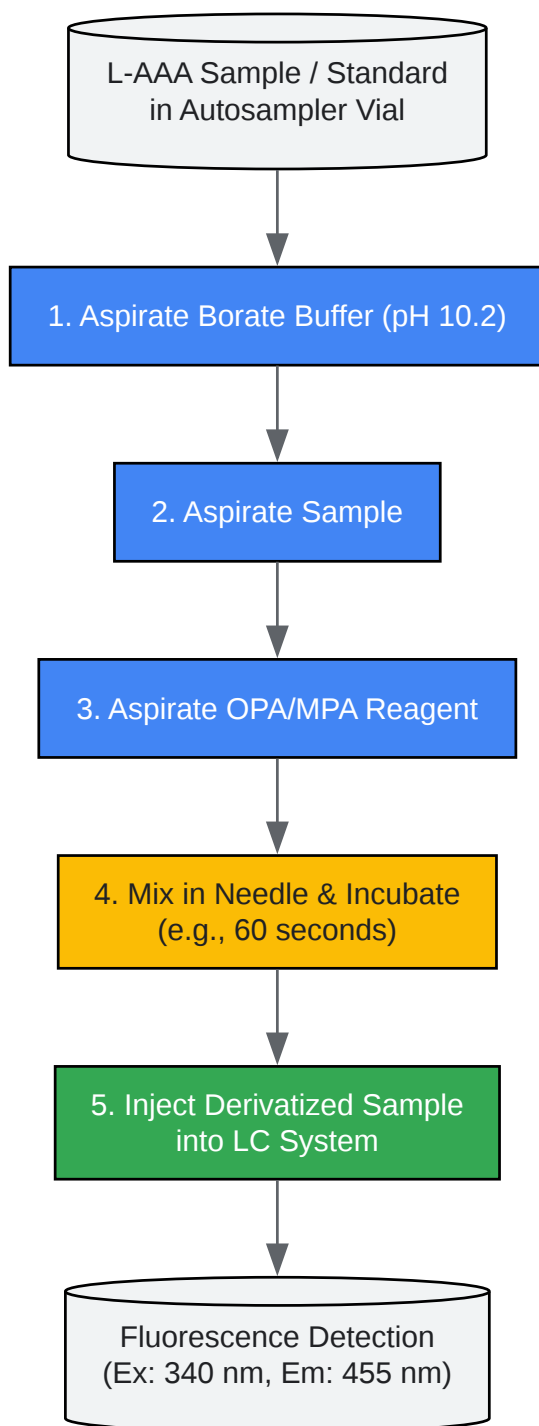 L-AAA Sample / Standard
in Autosampler Vial
1. Aspirate Borate Buffer (pH 10.2)
2. Aspirate Sample
3. Aspirate OPA/MPA Reagent
4. Mix in Needle & Incubate
(e.g., 60 seconds)
5. Inject Derivatized Sample
into LC System
Fluorescence Detection
(Ex: 340 nm, Em: 455 nm)